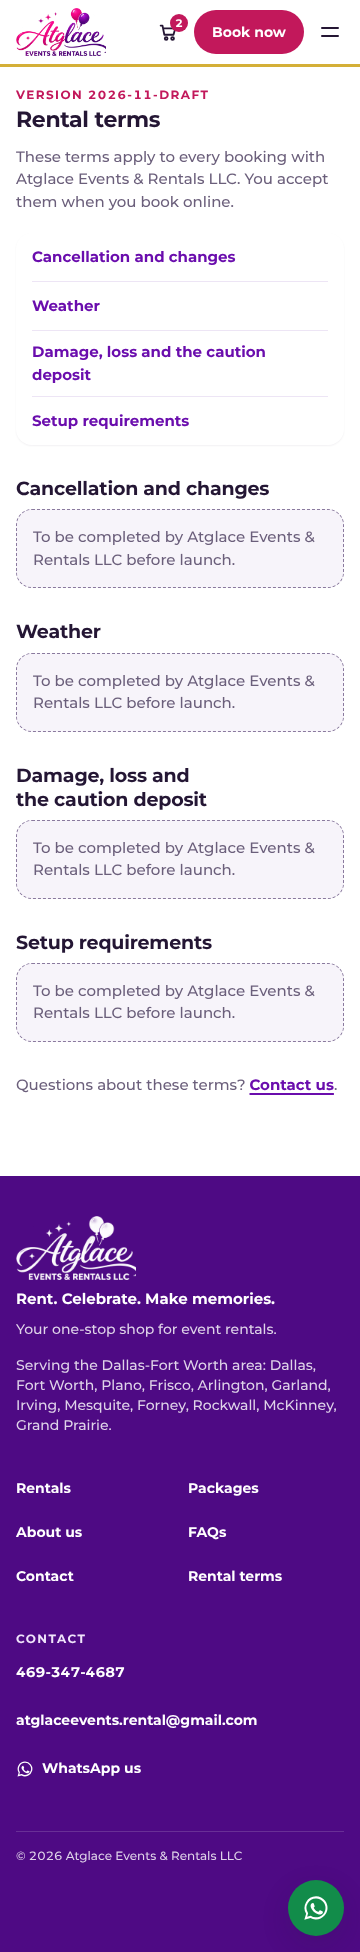 Atglace
EVENTS & RENTALS LLC
2
Book now
VERSION 2026-11-DRAFT
Rental terms
These terms apply to every booking with
Atglace Events & Rentals LLC. You accept
them when you book online.
Cancellation and changes
Weather
Damage, loss and the caution
deposit
Setup requirements
Cancellation and changes
To be completed by Atglace Events &
Rentals LLC before launch.
Weather
To be completed by Atglace Events &
Rentals LLC before launch.
Damage, loss and
the caution deposit
To be completed by Atglace Events &
Rentals LLC before launch.
Setup requirements
To be completed by Atglace Events &
Rentals LLC before launch.
Questions about these terms? Contact us.
Atglace
EVENTS & RENTALS LLC
Rent. Celebrate. Make memories.
Your one-stop shop for event rentals.
Serving the Dallas-Fort Worth area: Dallas,
Fort Worth, Plano, Frisco, Arlington, Garland,
Irving, Mesquite, Forney, Rockwall, McKinney,
Grand Prairie.
Rentals
Packages
About us
FAQs
Contact
Rental terms
CONTACT
469-347-4687
atglaceevents.rental@gmail.com
WhatsApp us
© 2026 Atglace Events & Rentals LLC